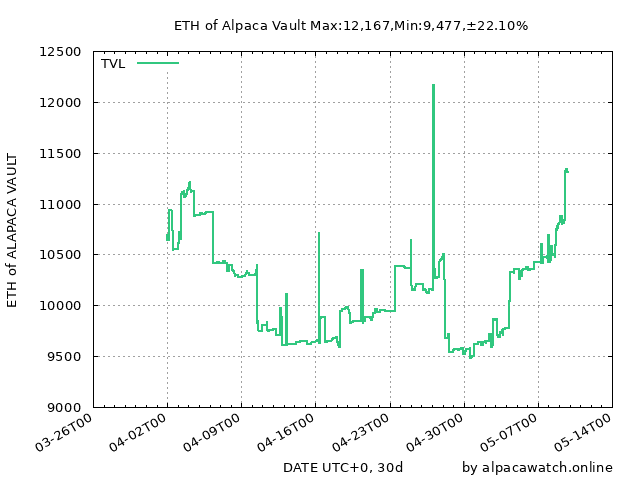 ETH of Alpaca Vault Max:12,167,Min:9,477,±22.10%
TVL
12500
12000
11500
11000
10500
10000
9500
9000
ETH of ALAPACA VAULT
03-26T00
04-02T00
04-09T00
04-16T00
04-23T00
04-30T00
05-07T00
05-14T00
DATE UTC+0, 30d
by alpacawatch.online